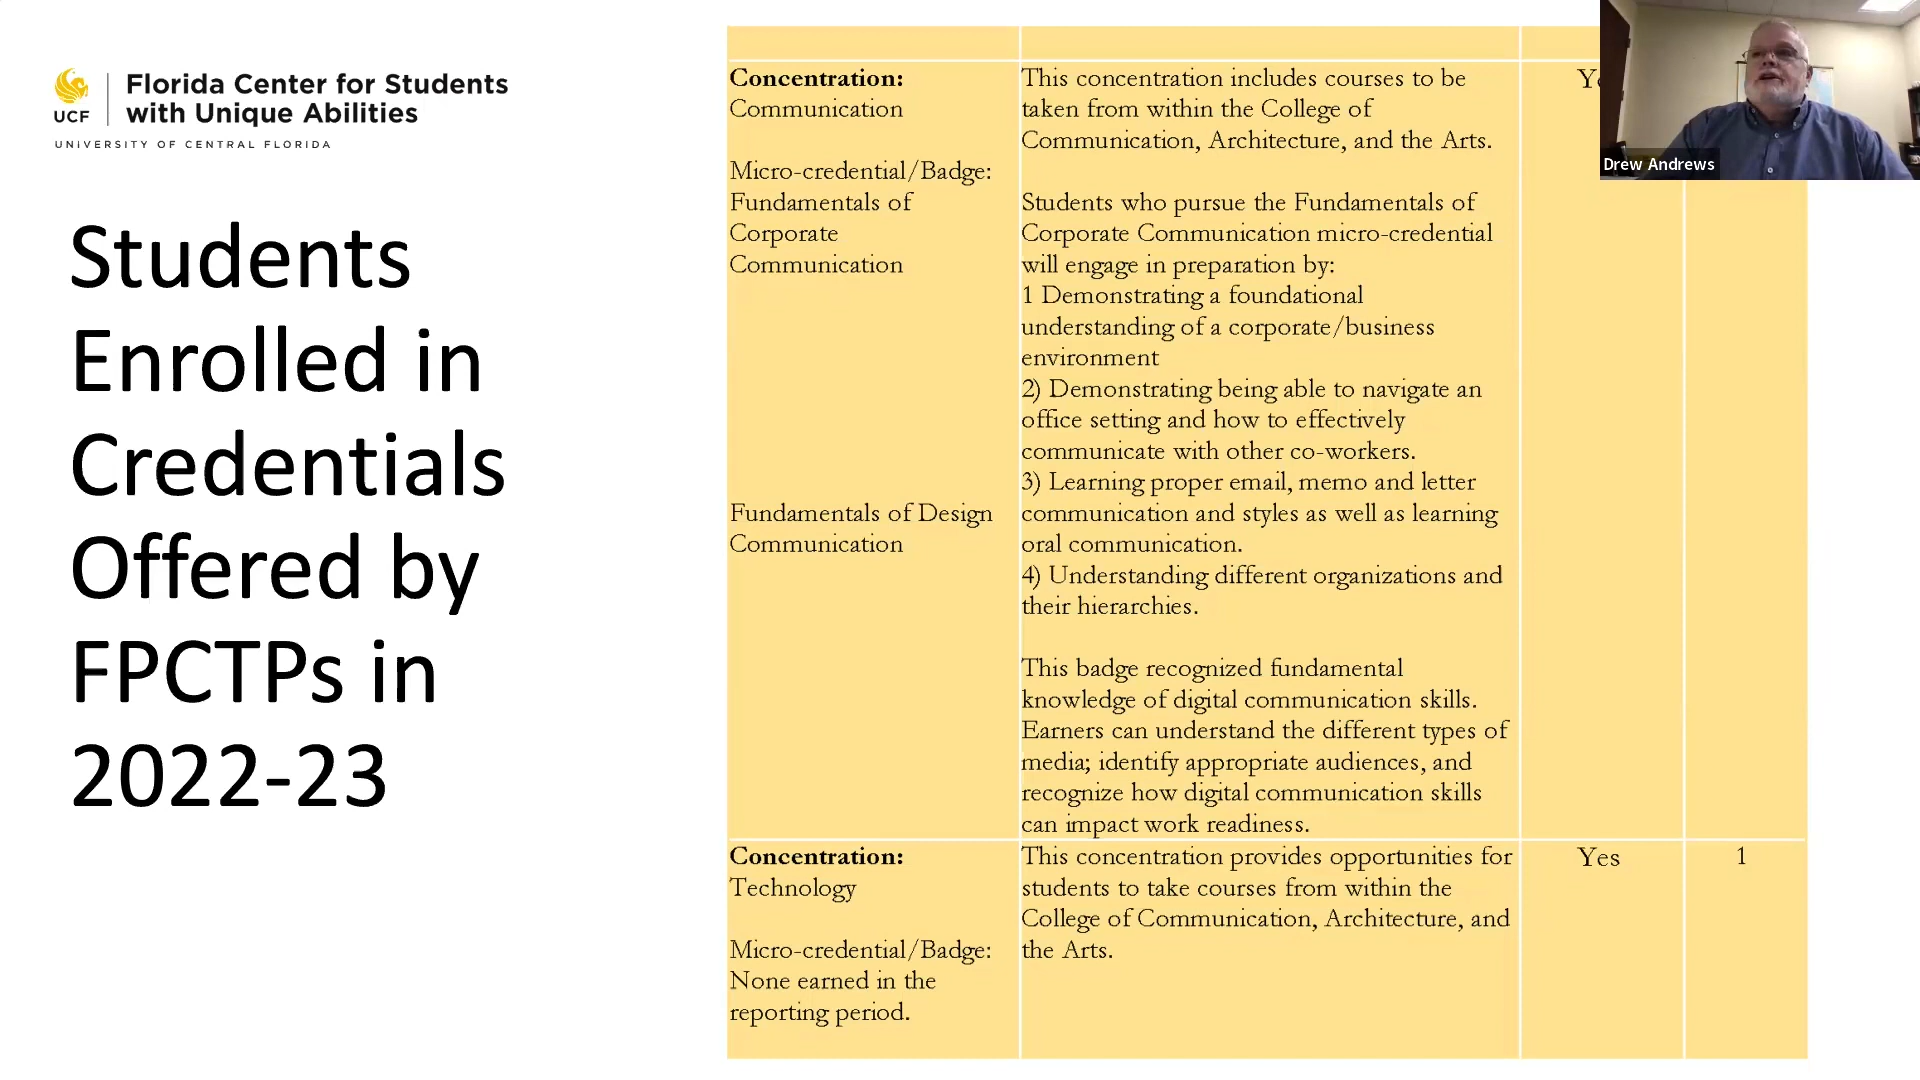 UCF
Florida Center for Students
with Unique Abilities
UNIVERSITY OF CENTRAL FLORIDA
Students
Enrolled in
Credentials
Offered by
FPCTPs in
2022-23
Concentration:
Communication
Micro-credential/Badge:
Fundamentals of
Corporate
Communication
Fundamentals of Design
Communication
This concentration includes courses to be
taken from within the College of
Communication, Architecture, and the Arts.
Students who pursue the Fundamentals of
Corporate Communication micro-credential
will engage in preparation by:
1 Demonstrating a foundational
understanding of a corporate/business
environment
2) Demonstrating being able to navigate an
office setting and how to effectively
communicate with other co-workers.
3) Learning proper email, memo and letter
communication and styles as well as learning
oral communication.
4) Understanding different organizations and
their hierarchies.
This badge recognized fundamental
knowledge of digital communication skills.
Earners can understand the different types of
media; identify appropriate audiences, and
recognize how digital communication skills
can impact work readiness.
Drew Andrews
Concentration:
Technology
Micro-credential/Badge:
None earned in the
reporting period.
This concentration provides opportunities for
students to take courses from within the
College of Communication, Architecture, and
the Arts.
Yes
1